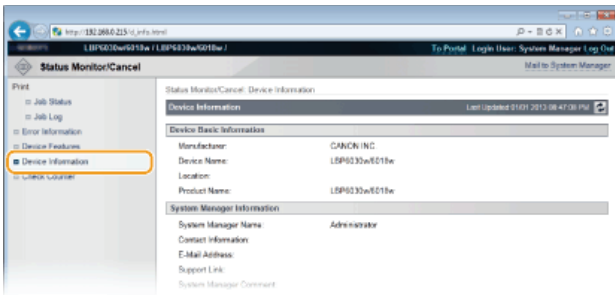 http://192.168.0.215/d_info.html
LBP6030w/6018w / LBP6030w/6018w /
To Portal Login User: System Manager Log Out
Status Monitor/Cancel
Mail to System Manager
Print
Job Status
Job Log
Error Information
Device Features
Device Information
Check Counter
Status Monitor/Cancel: Device Information
Device Information
Last Updated 01/01 2013 08:47:08 PM
Device Basic Information
Manufacturer: CANON INC.
Device Name: LBP6030w/6018w
Location:
Product Name: LBP6030w/6018w
System Manager Information
System Manager Name: Administrator
Contact Information:
E-Mail Address:
Support Link:
System Manager Comment: